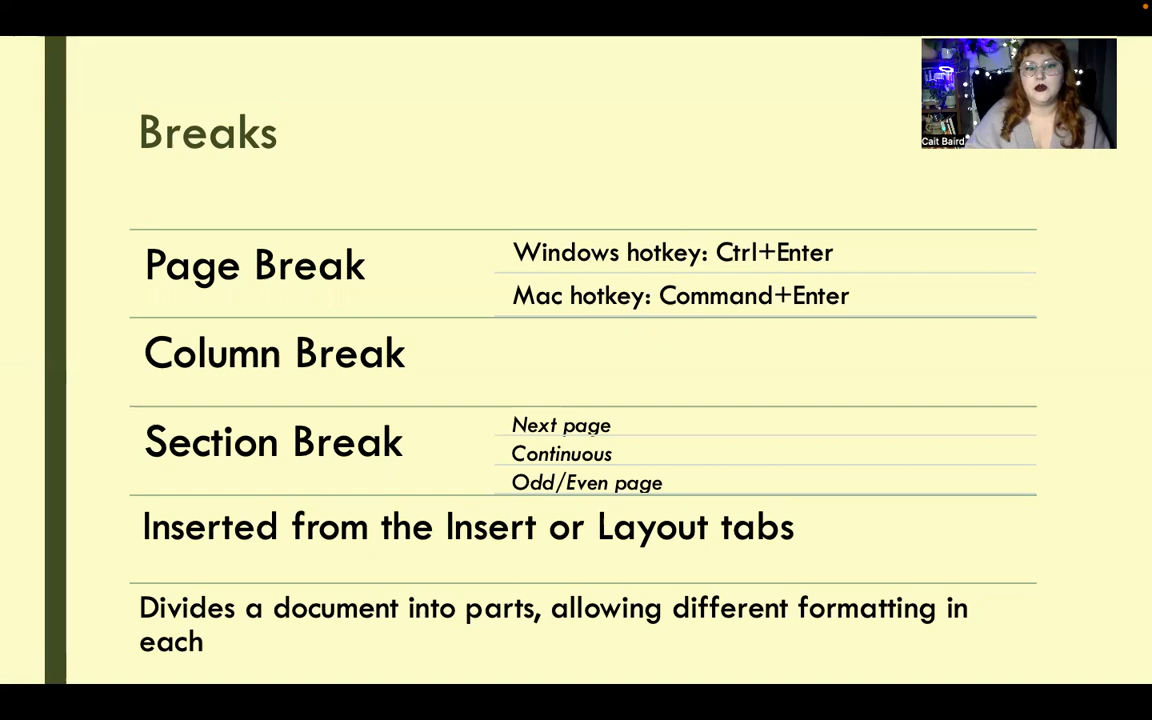 Breaks
Cait Baird
Page Break
Windows hotkey: Ctrl+Enter
Mac hotkey: Command+Enter
Column Break
Section Break
Next page
Continuous
Odd/Even page
Inserted from the Insert or Layout tabs
Divides a document into parts, allowing different formatting in
each